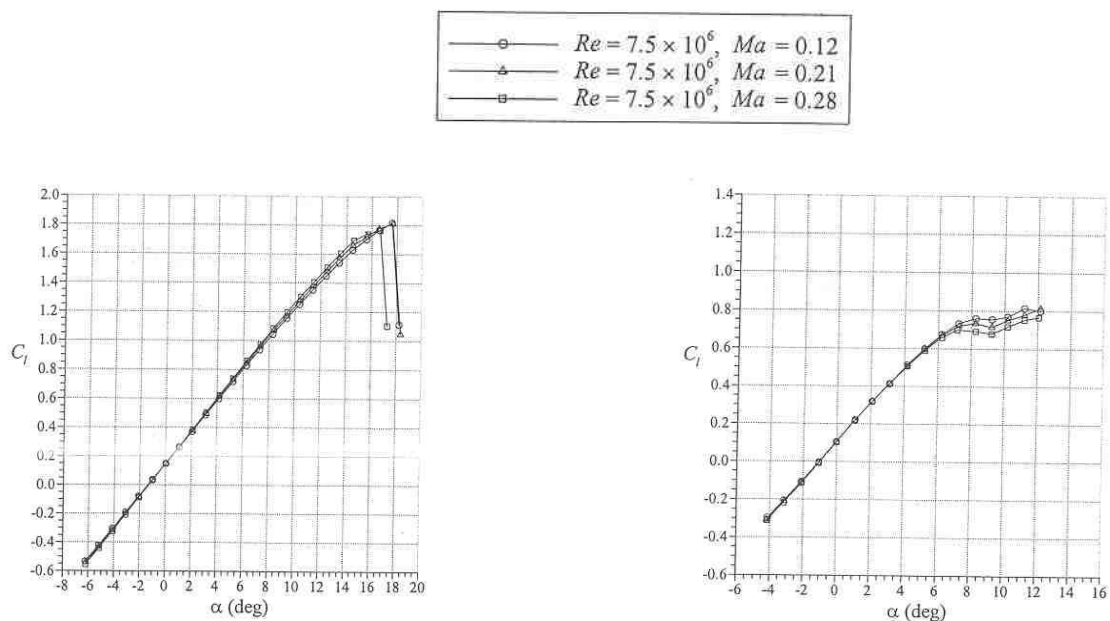 Re = 7.5 × 10⁶, Ma = 0.12
Re = 7.5 × 10⁶, Ma = 0.21
Re = 7.5 × 10⁶, Ma = 0.28
2.0
1.8
1.6
1.4
1.2
1.0
0.8
0.6
0.4
0.2
0.0
-0.2
-0.4
-0.6
C_l
-8 -6 -4 -2 0 2 4 6 8 10 12 14 16 18 20
α (deg)
1.4
1.2
1.0
0.8
0.6
0.4
0.2
0.0
-0.2
-0.4
-0.6
C_l
-6 -4 -2 0 2 4 6 8 10 12 14 16
α (deg)